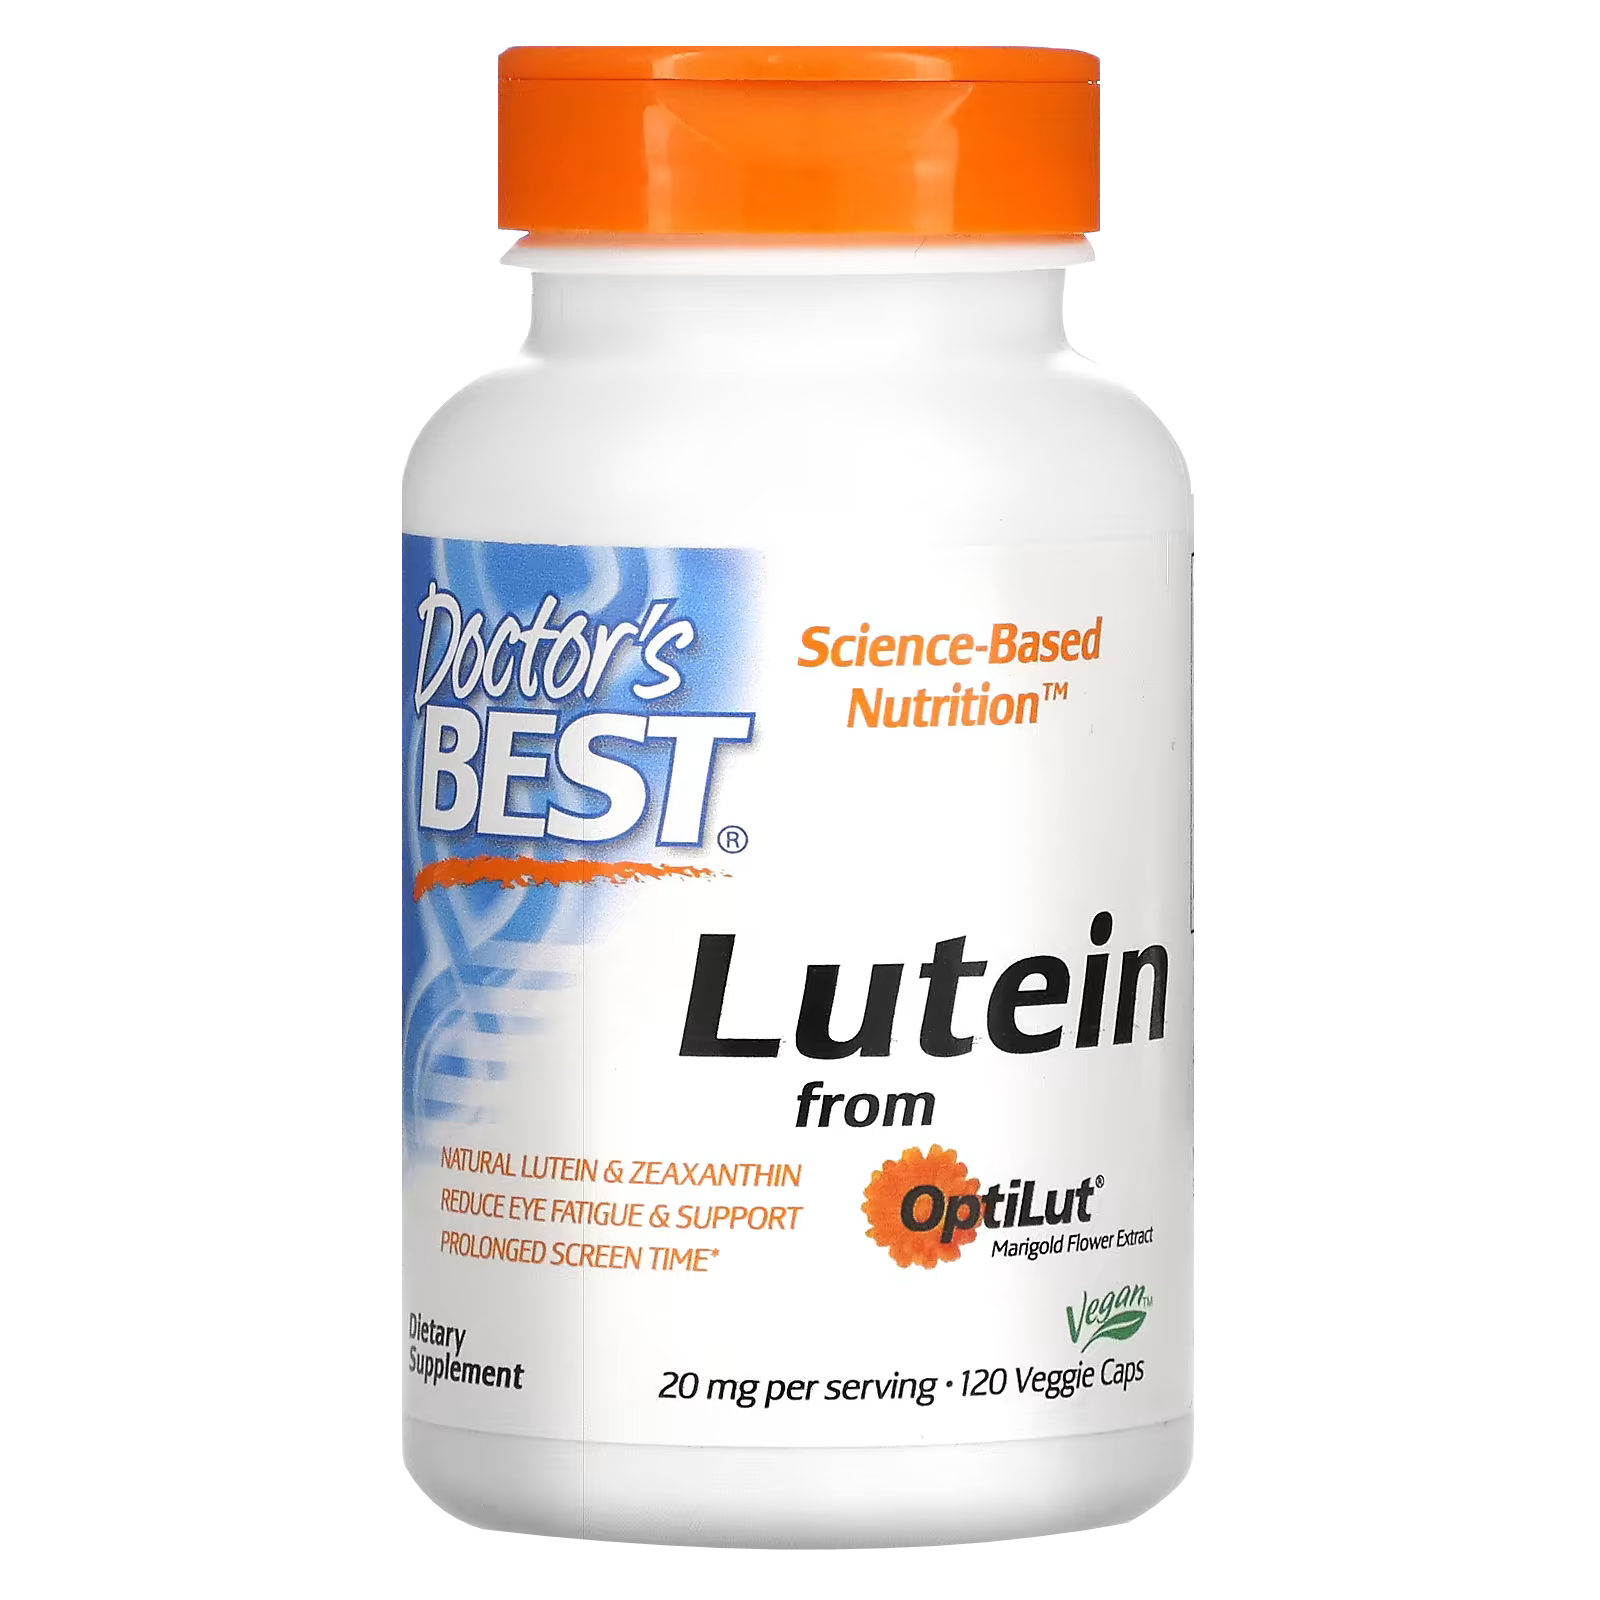 Doctor's
BEST®
Science-Based
Nutrition™
Lutein
from
OptiLut®
Marigold Flower Extract
NATURAL LUTEIN & ZEAXANTHIN
REDUCE EYE FATIGUE & SUPPORT
PROLONGED SCREEN TIME*
Vegan™
Dietary
Supplement
20 mg per serving • 120 Veggie Caps